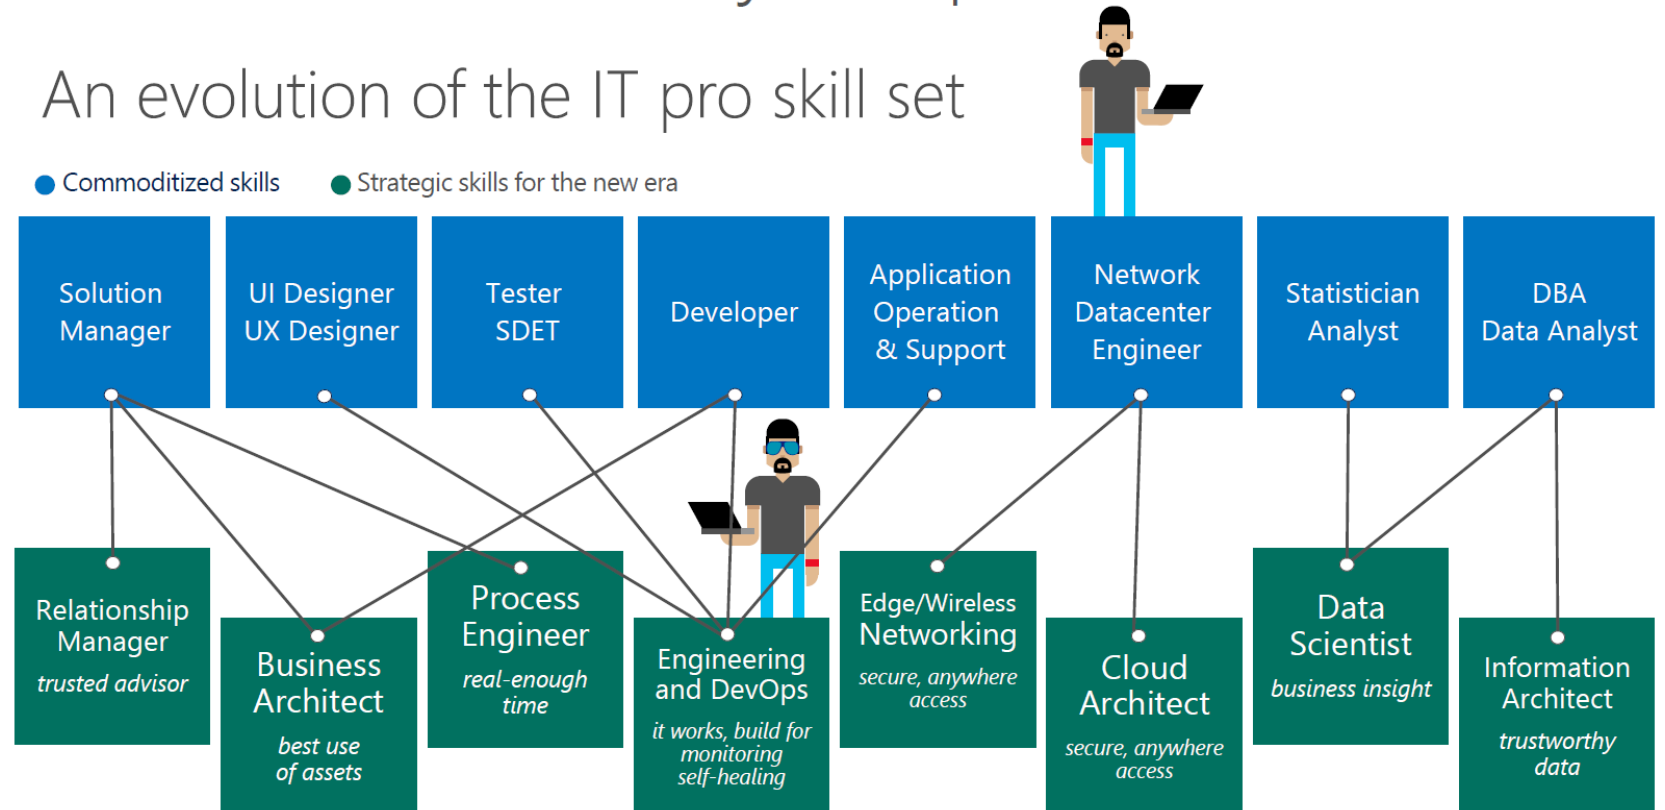 An evolution of the IT pro skill set
Commoditized skills
Strategic skills for the new era
Solution
Manager
UI Designer
UX Designer
Tester
SDET
Developer
Application
Operation
& Support
Network
Datacenter
Engineer
Statistician
Analyst
DBA
Data Analyst
Relationship
Manager
trusted advisor
Business
Architect
best use
of assets
Process
Engineer
real-enough
time
Engineering
and DevOps
it works, build for
monitoring
self-healing
Edge/Wireless
Networking
secure, anywhere
access
Cloud
Architect
secure, anywhere
access
Data
Scientist
business insight
Information
Architect
trustworthy
data